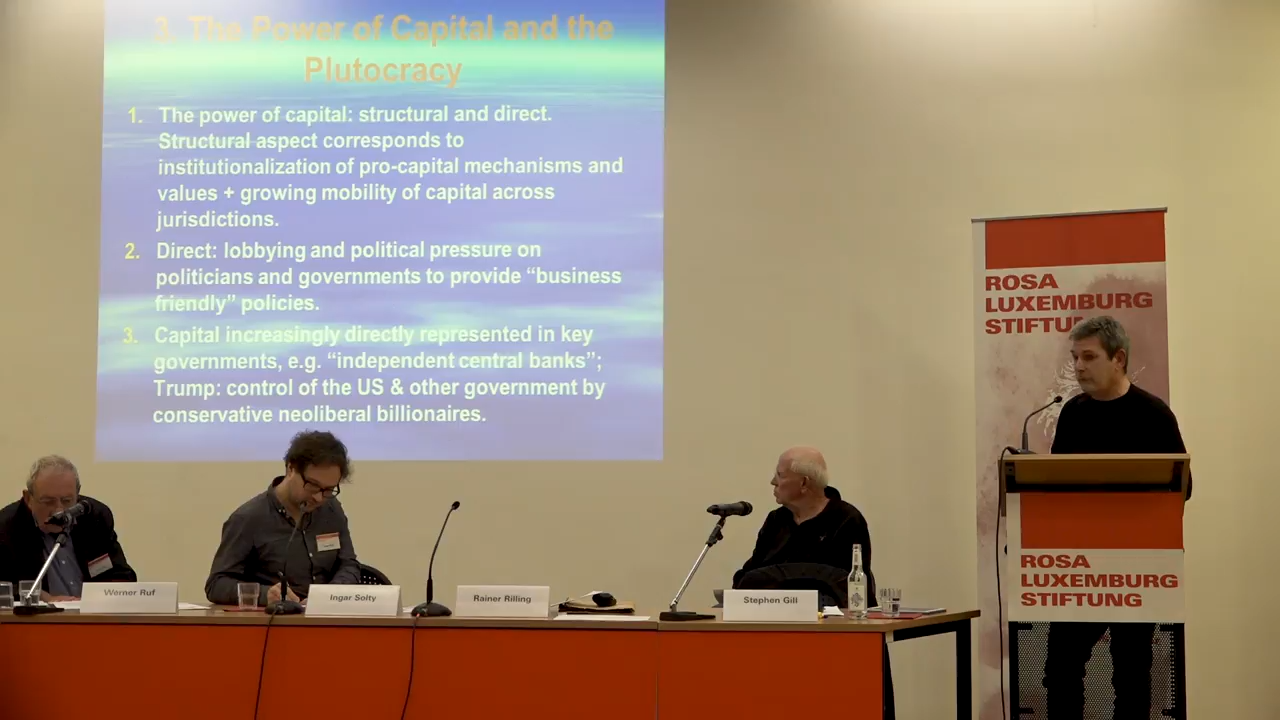 3. The Power of Capital and the
Plutocracy
1. The power of capital: structural and direct.
Structural aspect corresponds to
institutionalization of pro-capital mechanisms and
values + growing mobility of capital across
jurisdictions.
2. Direct: lobbying and political pressure on
politicians and governments to provide “business
friendly” policies.
3. Capital increasingly directly represented in key
governments, e.g. “independent central banks”;
Trump: control of the US & other government by
conservative neoliberal billionaires.
ROSA
LUXEMBURG
STIFTU
Werner Ruf
Ingar Solty
Rainer Rilling
Stephen Gill
ROSA
LUXEMBURG
STIFTUNG